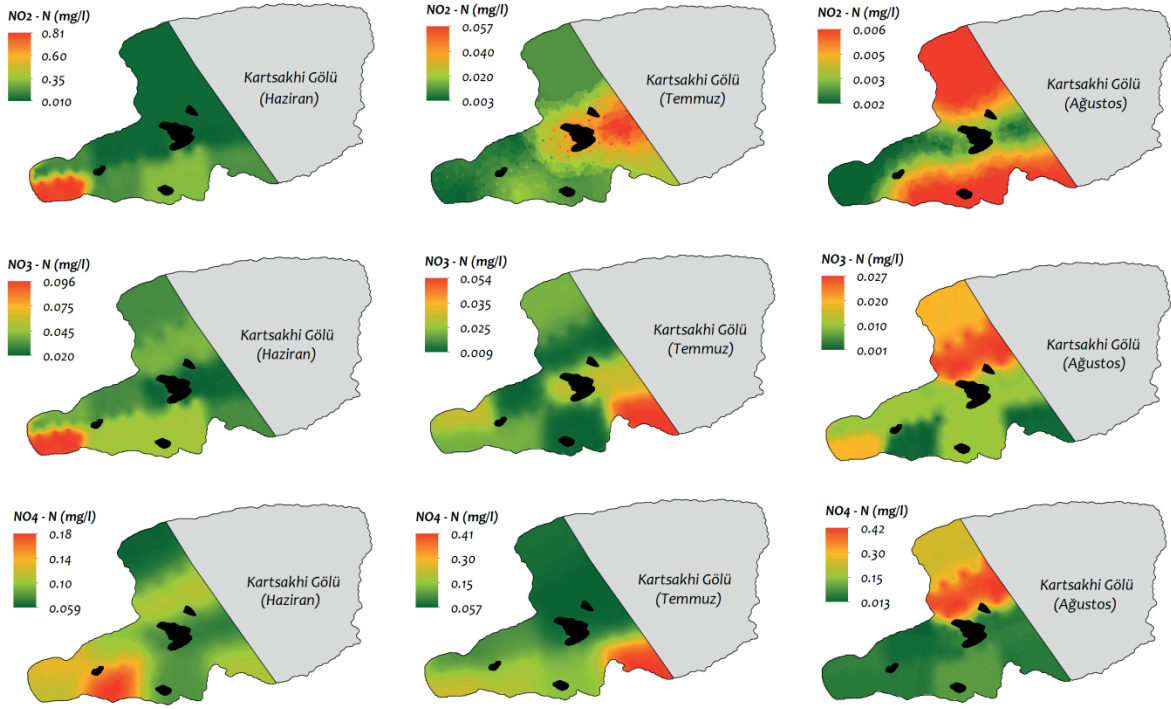 NO2 - N (mg/l)
0.81
0.60
0.35
0.010
Kartsakhi Gölü
(Haziran)
NO2 - N (mg/l)
0.057
0.040
0.020
0.003
Kartsakhi Gölü
(Temmuz)
NO2 - N (mg/l)
0.006
0.005
0.003
0.002
Kartsakhi Gölü
(Ağustos)
NO3 - N (mg/l)
0.096
0.075
0.045
0.020
Kartsakhi Gölü
(Haziran)
NO3 - N (mg/l)
0.054
0.035
0.025
0.009
Kartsakhi Gölü
(Temmuz)
NO3 - N (mg/l)
0.027
0.020
0.010
0.001
Kartsakhi Gölü
(Ağustos)
NO4 - N (mg/l)
0.18
0.14
0.10
0.059
Kartsakhi Gölü
(Haziran)
NO4 - N (mg/l)
0.41
0.30
0.15
0.057
Kartsakhi Gölü
(Temmuz)
NO4 - N (mg/l)
0.42
0.30
0.15
0.013
Kartsakhi Gölü
(Ağustos)